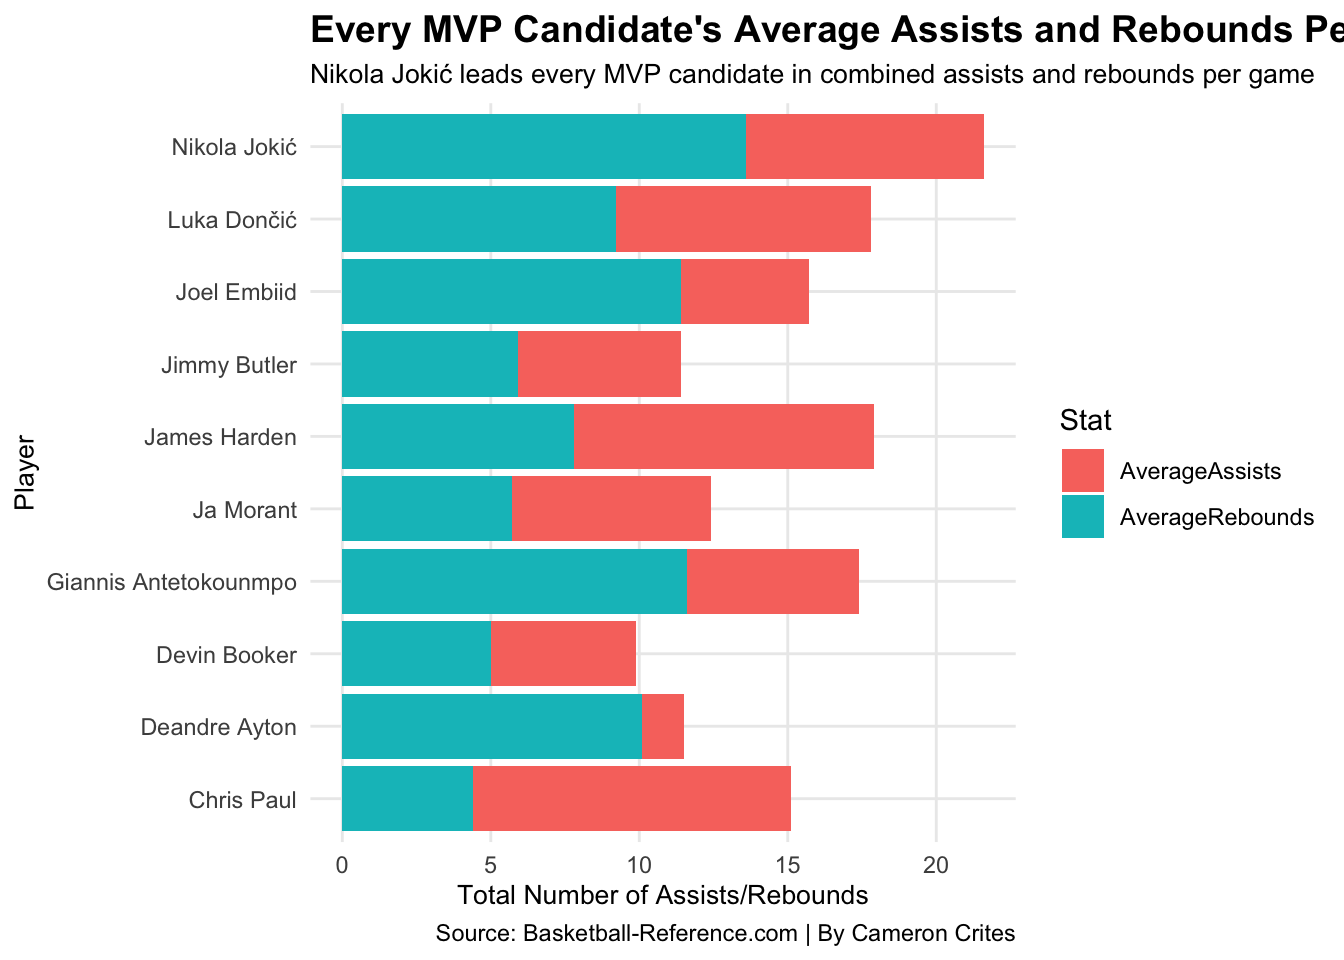 Every MVP Candidate's Average Assists and Rebounds Pe
Nikola Jokić leads every MVP candidate in combined assists and rebounds per game
Nikola Jokić
Luka Dončić
Joel Embiid
Jimmy Butler
James Harden
Ja Morant
Giannis Antetokounmpo
Devin Booker
Deandre Ayton
Chris Paul
Player
0 5 10 15 20
Total Number of Assists/Rebounds
Stat
AverageAssists
AverageRebounds
Source: Basketball-Reference.com | By Cameron Crites